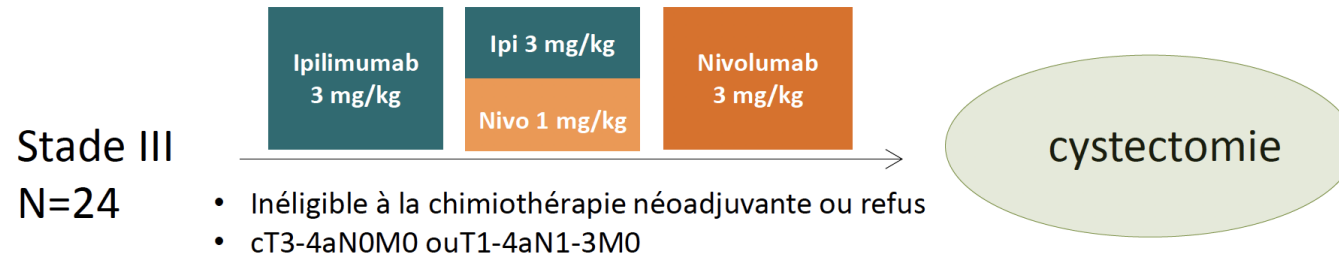 Ipilimumab
3 mg/kg
Ipi 3 mg/kg
Nivo 1 mg/kg
Nivolumab
3 mg/kg
Stade III
N=24
cystectomie
• Inéligible à la chimiothérapie néoadjuvante ou refus
• cT3-4aN0M0 ouT1-4aN1-3M0